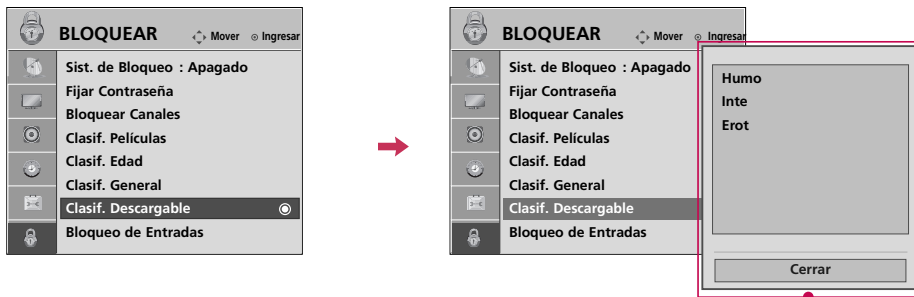 BLOQUEAR
Mover
Ingresar
Sist. de Bloqueo : Apagado
Fijar Contraseña
Bloquear Canales
Clasif. Películas
Clasif. Edad
Clasif. General
Clasif. Descargable
Bloqueo de Entradas
BLOQUEAR
Mover
Ingresar
Sist. de Bloqueo : Apagado
Fijar Contraseña
Bloquear Canales
Clasif. Películas
Clasif. Edad
Clasif. General
Clasif. Descargable
Bloqueo de Entradas
Humo
Inte
Erot
Cerrar